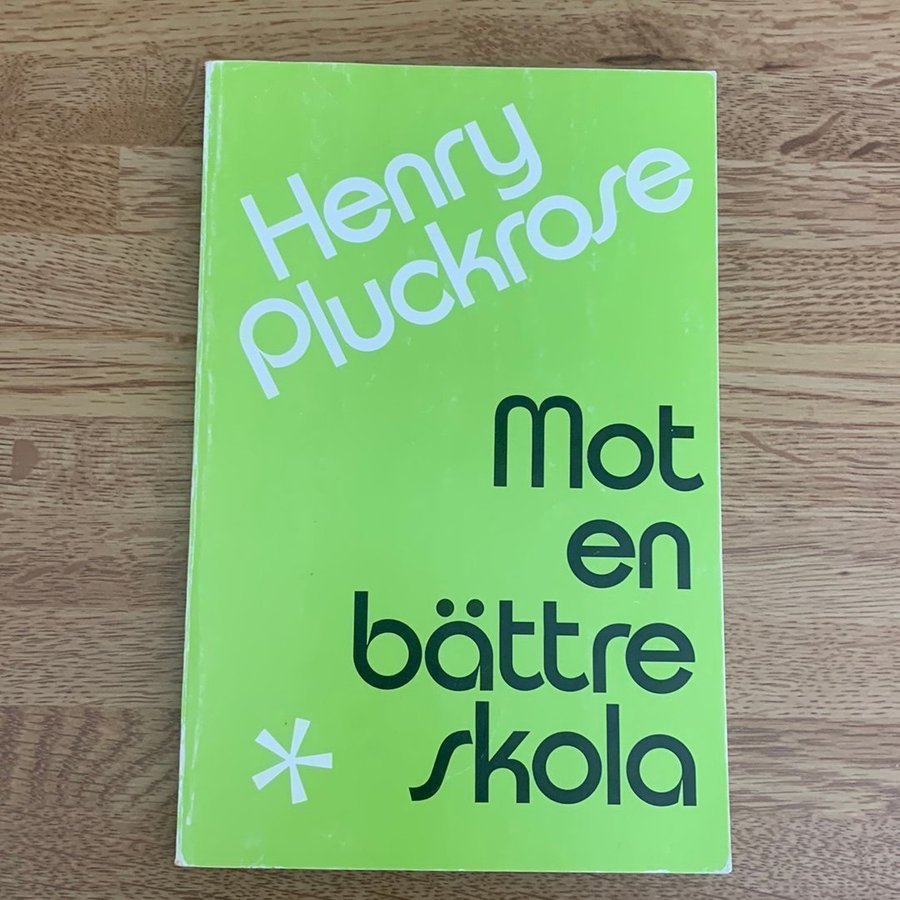 Henry
Pluckrose
Mot
en
bättre
skola